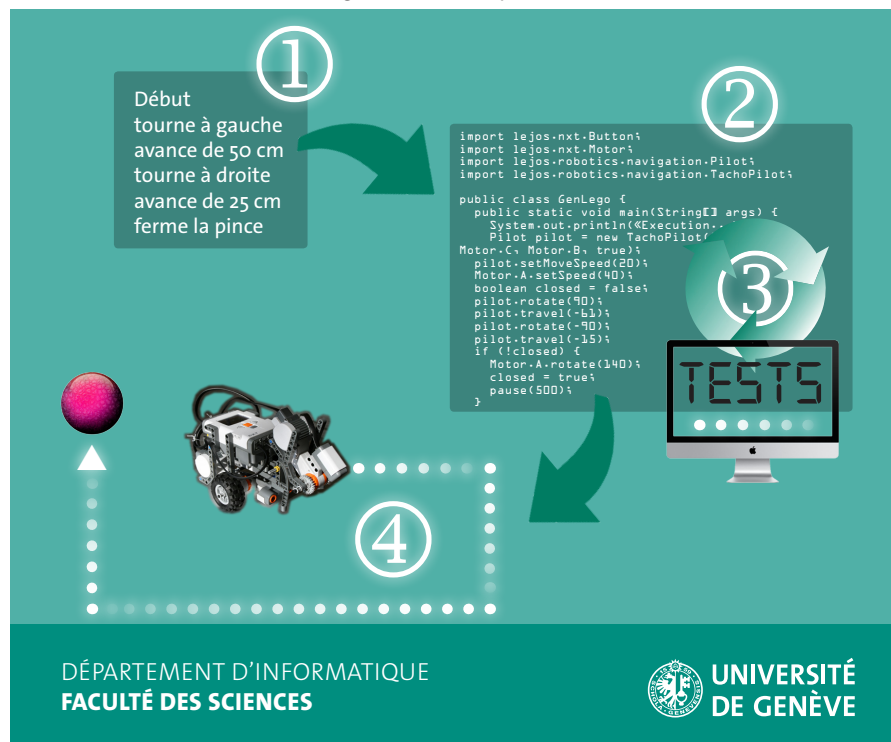 1
Début
tourne à gauche
avance de 50 cm
tourne à droite
avance de 25 cm
ferme la pince
2
import lejos.nxt.Button;
import lejos.nxt.Motor;
import lejos.robotics.navigation.Pilot;
import lejos.robotics.navigation.TachoPilot;
public class GenLego {
public static void main(String[] args) {
System.out.println(«Execution..
Pilot pilot = new TachoPilot(
Motor.C, Motor.B, true);
pilot.setMoveSpeed(20);
Motor.A.setSpeed(40);
boolean closed = false;
pilot.rotate(90);
pilot.travel(-61);
pilot.rotate(-90);
pilot.travel(-15);
if (!closed) {
Motor.A.rotate(140);
closed = true;
pause(500);
}
3
TESTS
4
DÉPARTEMENT D'INFORMATIQUE
FACULTÉ DES SCIENCES
UNIVERSITÉ
DE GENÈVE